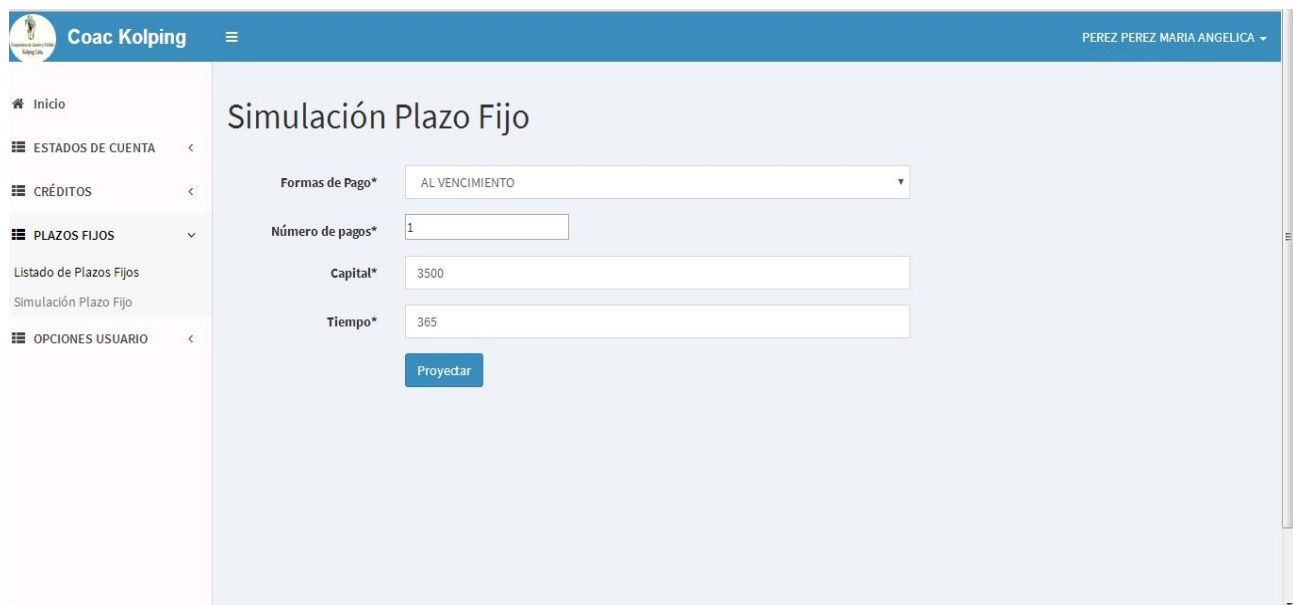 Coac Kolping
PEREZ PEREZ MARIA ANGELICA
Inicio
ESTADOS DE CUENTA
CRÉDITOS
PLAZOS FIJOS
Listado de Plazos Fijos
Simulación Plazo Fijo
OPCIONES USUARIO
Simulación Plazo Fijo
Formas de Pago* AL VENCIMIENTO
Número de pagos* 1
Capital* 3500
Tiempo* 365
Proyectar